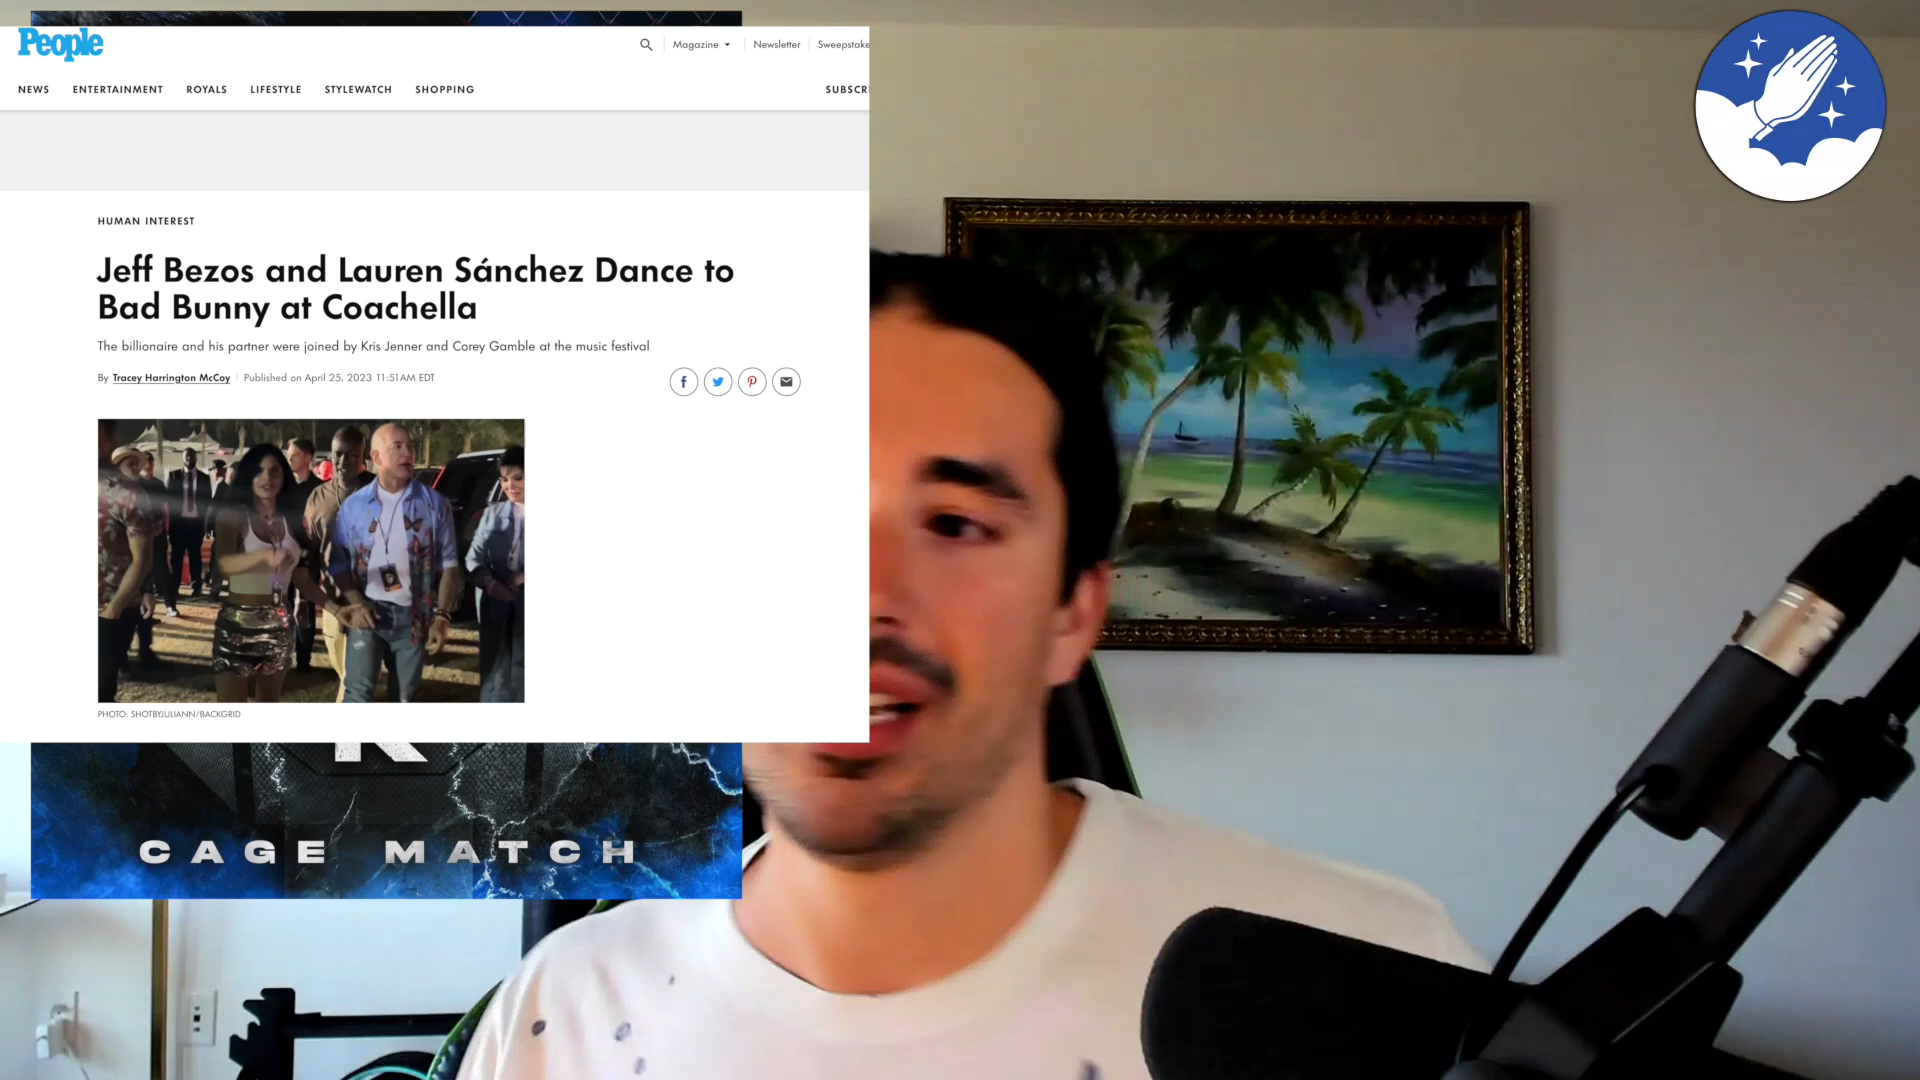 People
Magazine
Newsletter
Sweepstake
NEWS
ENTERTAINMENT
ROYALS
LIFESTYLE
STYLEWATCH
SHOPPING
SUBSCRI
HUMAN INTEREST
Jeff Bezos and Lauren Sánchez Dance to
Bad Bunny at Coachella
The billionaire and his partner were joined by Kris Jenner and Corey Gamble at the music festival
By Tracey Harrington McCoy | Published on April 25, 2023 11:51AM EDT
PHOTO: SHOTBYJULIANN/BACKGRID
CAGE MATCH